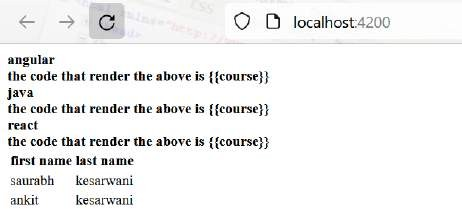 localhost:4200
angular
the code that render the above is {{course}}
java
the code that render the above is {{course}}
react
the code that render the above is {{course}}
first name last name
saurabh kesarwani
ankit kesarwani